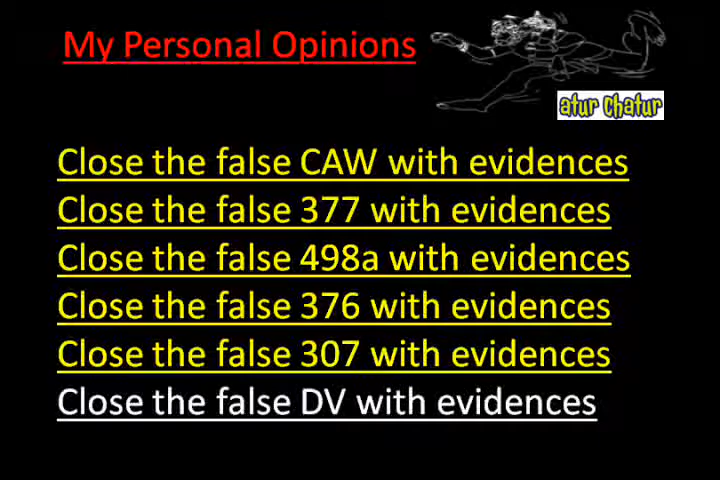 My Personal Opinions
atur chatur
Close the false CAW with evidences
Close the false 377 with evidences
Close the false 498a with evidences
Close the false 376 with evidences
Close the false 307 with evidences
Close the false DV with evidences